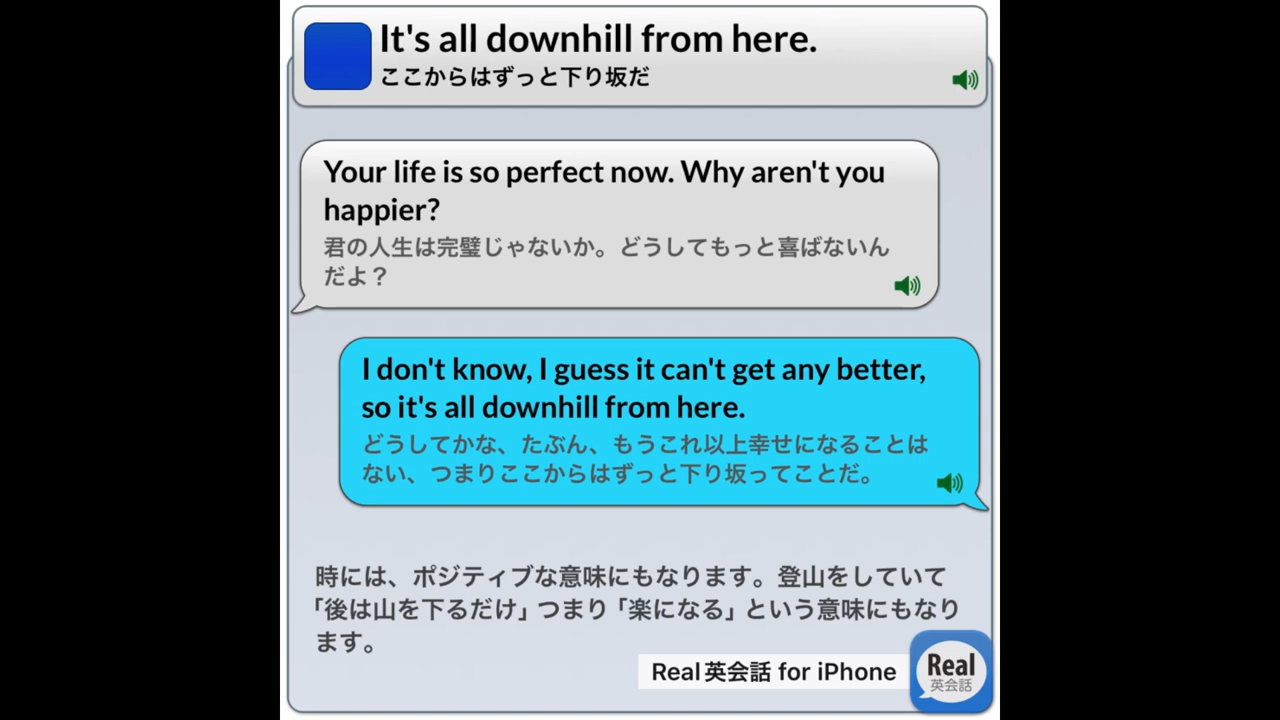 It's all downhill from here.
ここからはずっと下り坂だ
Your life is so perfect now. Why aren't you
happier?
君の人生は完璧じゃないか。どうしてもっと喜ばないん
だよ？
I don't know, I guess it can't get any better,
so it's all downhill from here.
どうしてかな、たぶん、もうこれ以上幸せになることは
ない、つまりここからはずっと下り坂ってことだ。
時には、ポジティブな意味にもなります。登山をしていて
「後は山を下るだけ」つまり「楽になる」という意味にもなり
ます。
Real英会話 for iPhone
Real
英会話